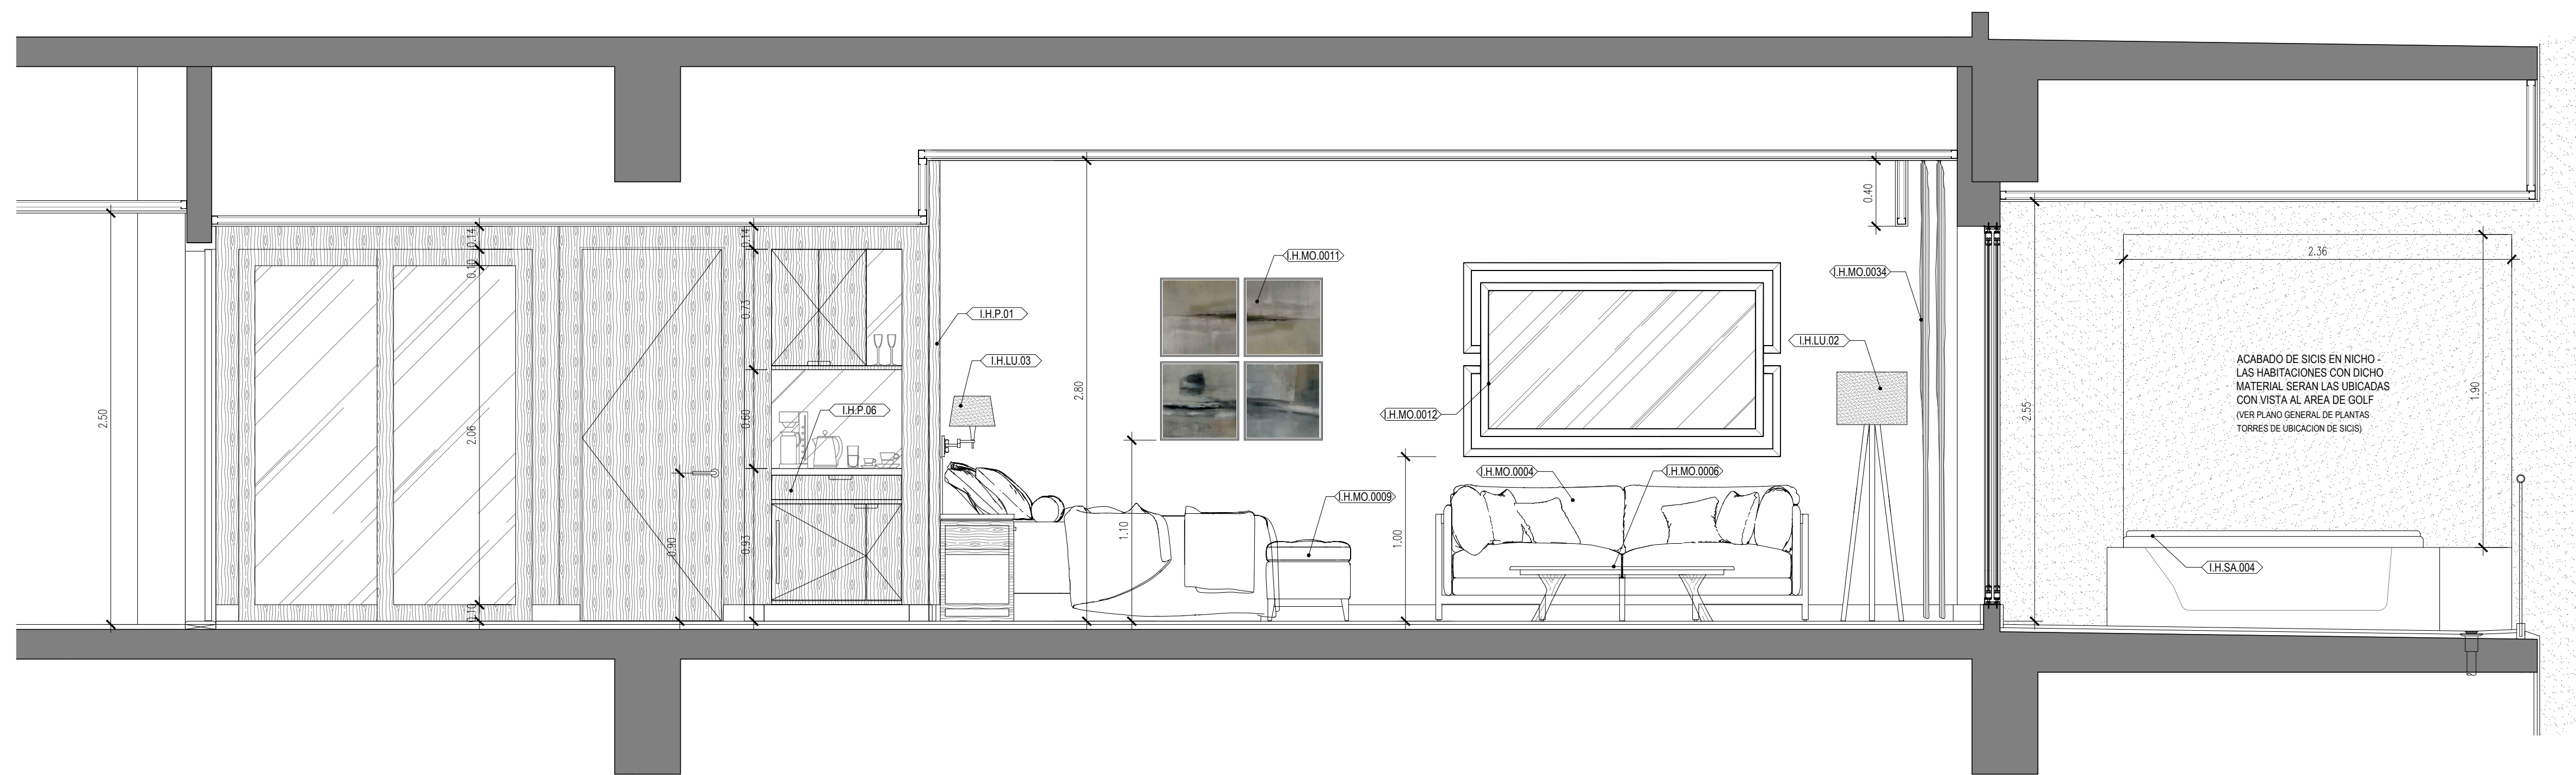 2.50
0.14
0.10
2.06
0.10
0.90
0.14
0.73
0.60
0.93
I.H.P.06
I.H.P.01
I.H.LU.03
2.80
1.10
I.H.MO.0011
I.H.MO.0009
1.00
I.H.MO.0012
I.H.MO.0004
I.H.MO.0006
I.H.LU.02
I.H.MO.0034
0.40
2.55
2.36
1.90
ACABADO DE SICIS EN NICHO -
LAS HABITACIONES CON DICHO
MATERIAL SERAN LAS UBICADAS
CON VISTA AL AREA DE GOLF
(VER PLANO GENERAL DE PLANTAS
TORRES DE UBICACION DE SICIS)
I.H.SA.004